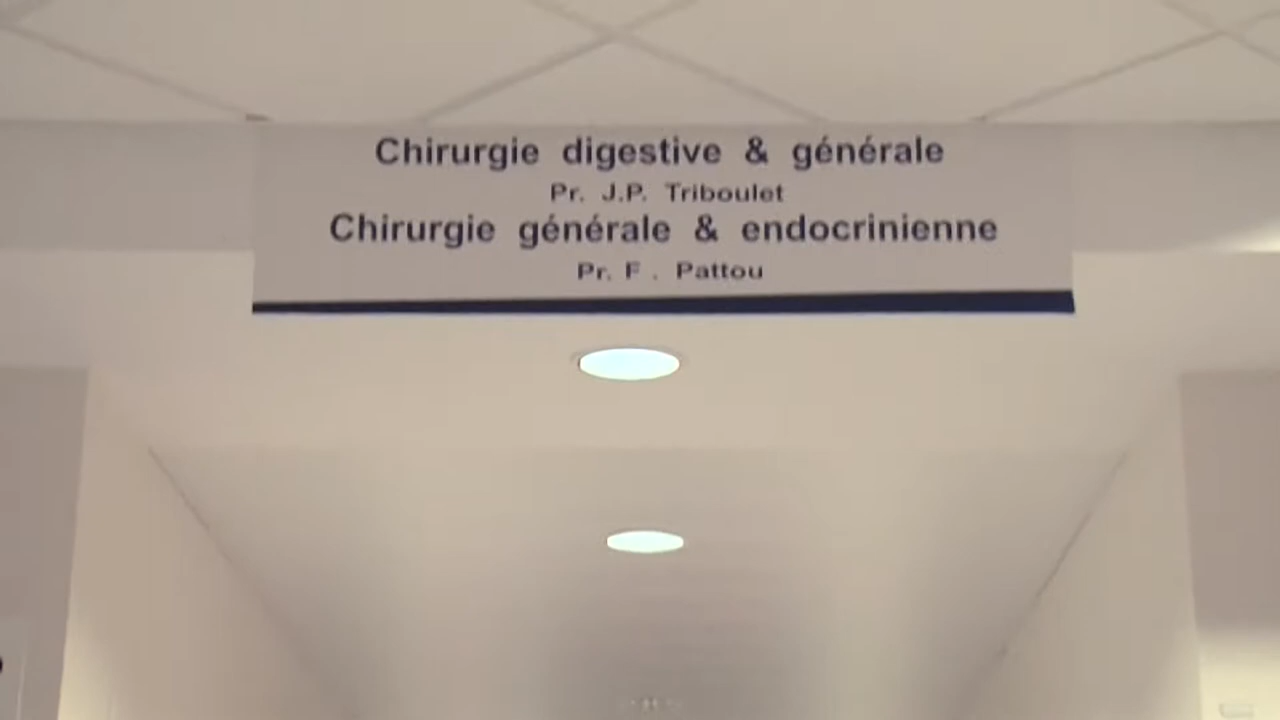 Chirurgie digestive & générale
Pr. J.P. Triboulet
Chirurgie générale & endocrinienne
Pr. F . Pattou